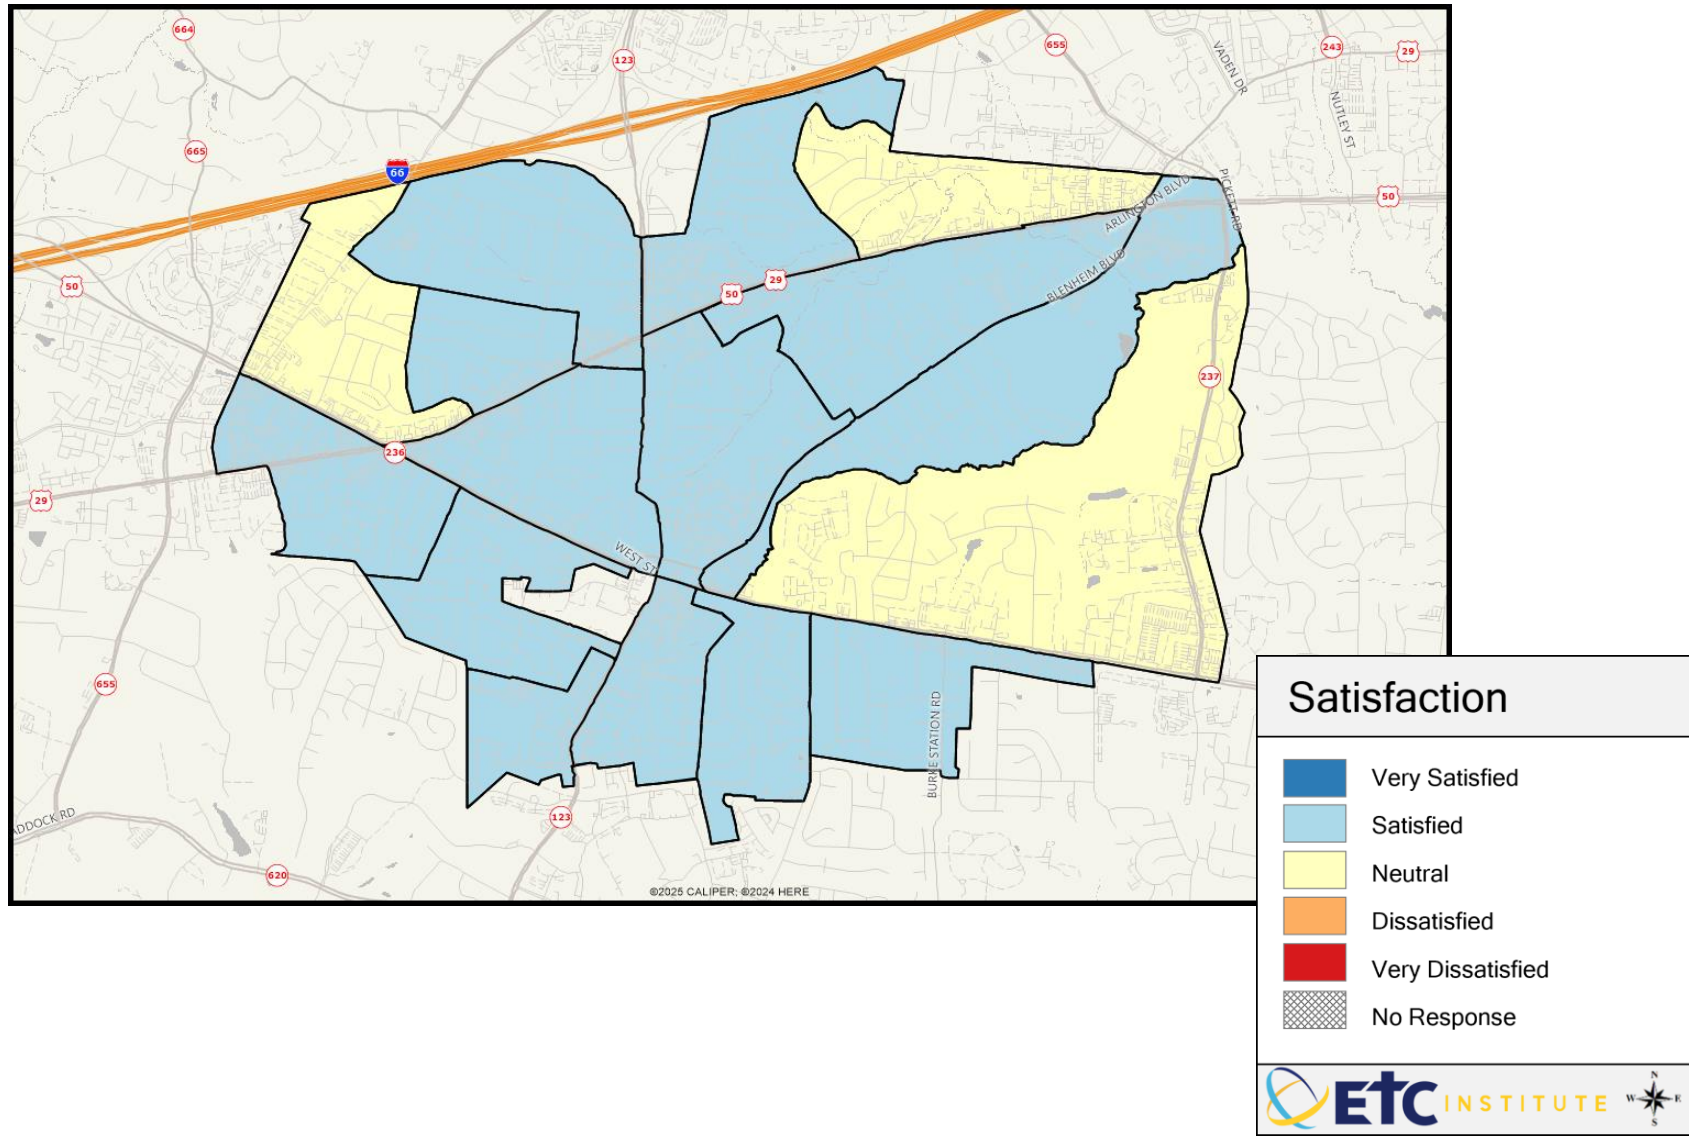 664
123
655
243
29
VADEN DR
NUTLEY ST
665
66
PICKETT RD
50
ARLINGTON BLVD
50
29
50
BLENHEIM BLVD
237
236
29
WEST ST
655
BURKE STATION RD
123
ADDOCK RD
620
©2025 CALIPER; ©2024 HERE
Satisfaction
Very Satisfied
Satisfied
Neutral
Dissatisfied
Very Dissatisfied
No Response
ETC INSTITUTE
N
W E
S